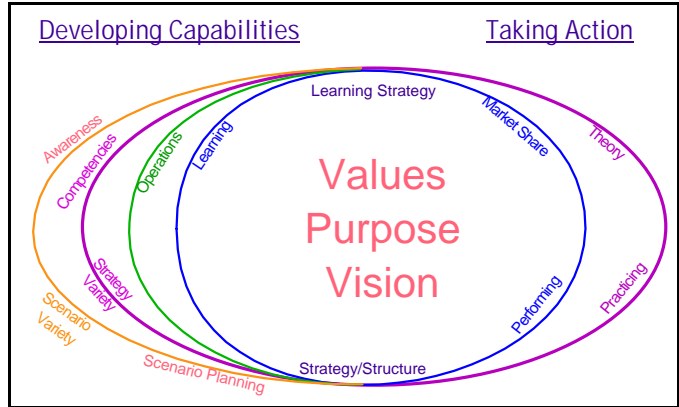 Developing Capabilities
Taking Action
Learning Strategy
Awareness
Competencies
Operations
Learning
Market Share
Theory
Values
Purpose
Vision
Strategy
Variety
Scenario
Variety
Performing
Practicing
Scenario Planning
Strategy/Structure